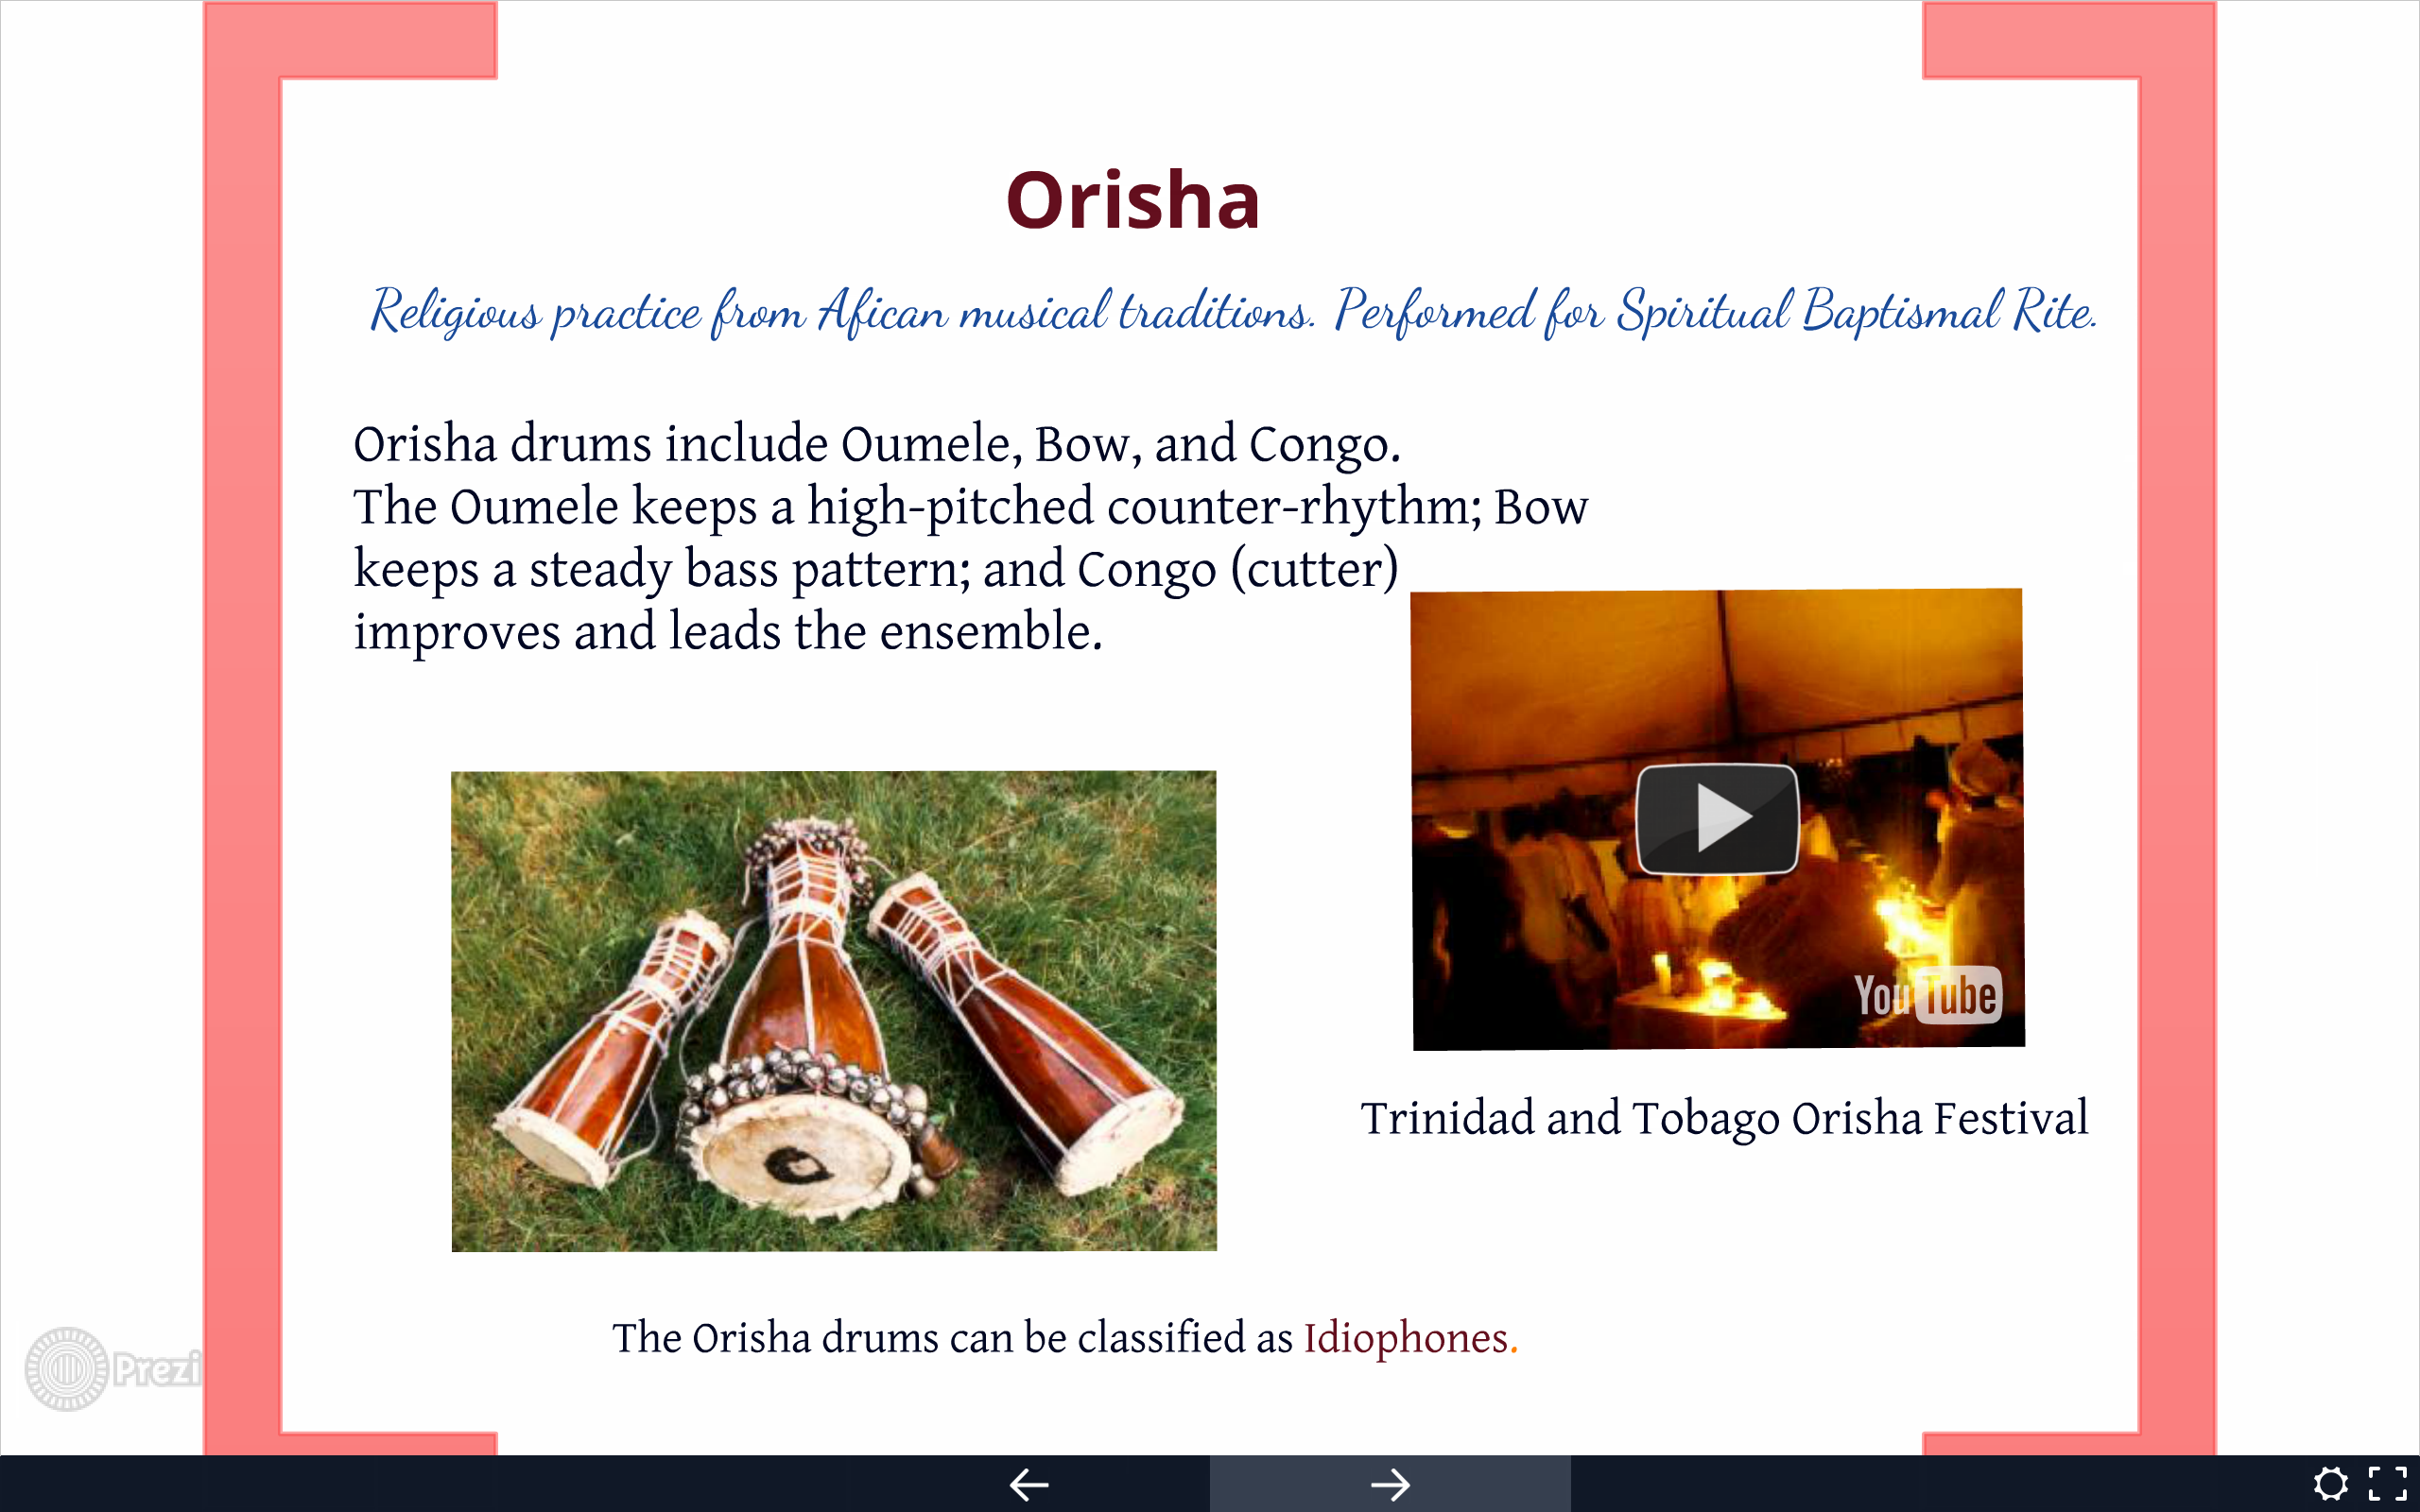 Orisha
Religious practice from Afican musical traditions. Performed for Spiritual Baptismal Rite.
Orisha drums include Oumele, Bow, and Congo.
The Oumele keeps a high-pitched counter-rhythm; Bow
keeps a steady bass pattern; and Congo (cutter)
improves and leads the ensemble.
YouTube
Trinidad and Tobago Orisha Festival
The Orisha drums can be classified as Idiophones.
Prezi